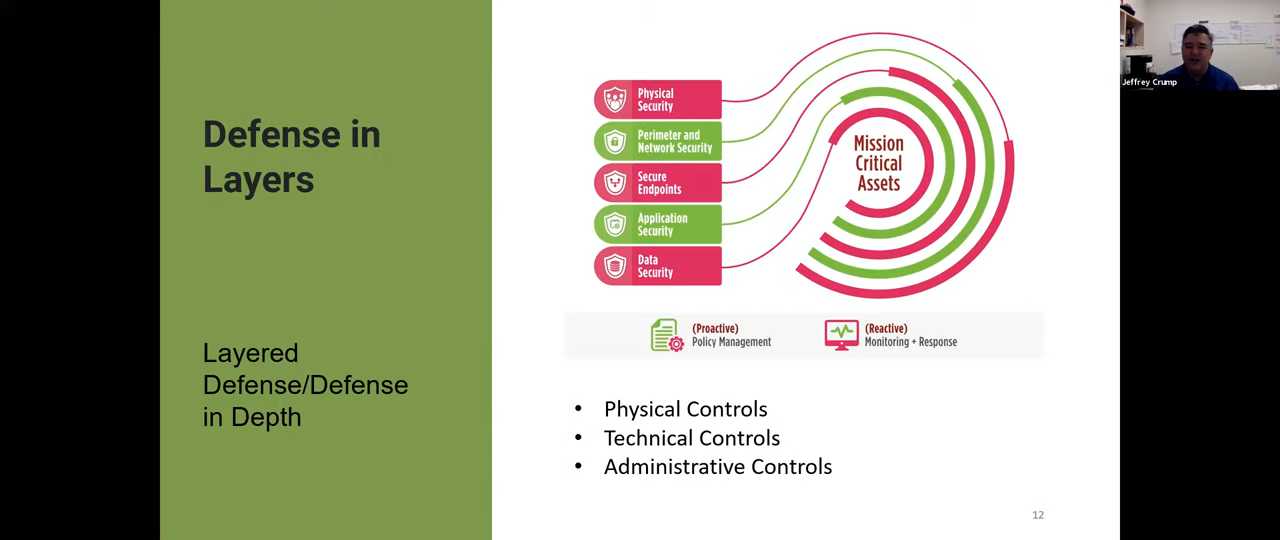 Defense in
Layers
Layered
Defense/Defense
in Depth
Physical
Security
Perimeter and
Network Security
Secure
Endpoints
Application
Security
Data
Security
Mission
Critical
Assets
(Proactive)
Policy Management
(Reactive)
Monitoring + Response
• Physical Controls
• Technical Controls
• Administrative Controls
12
Jeffrey Crump